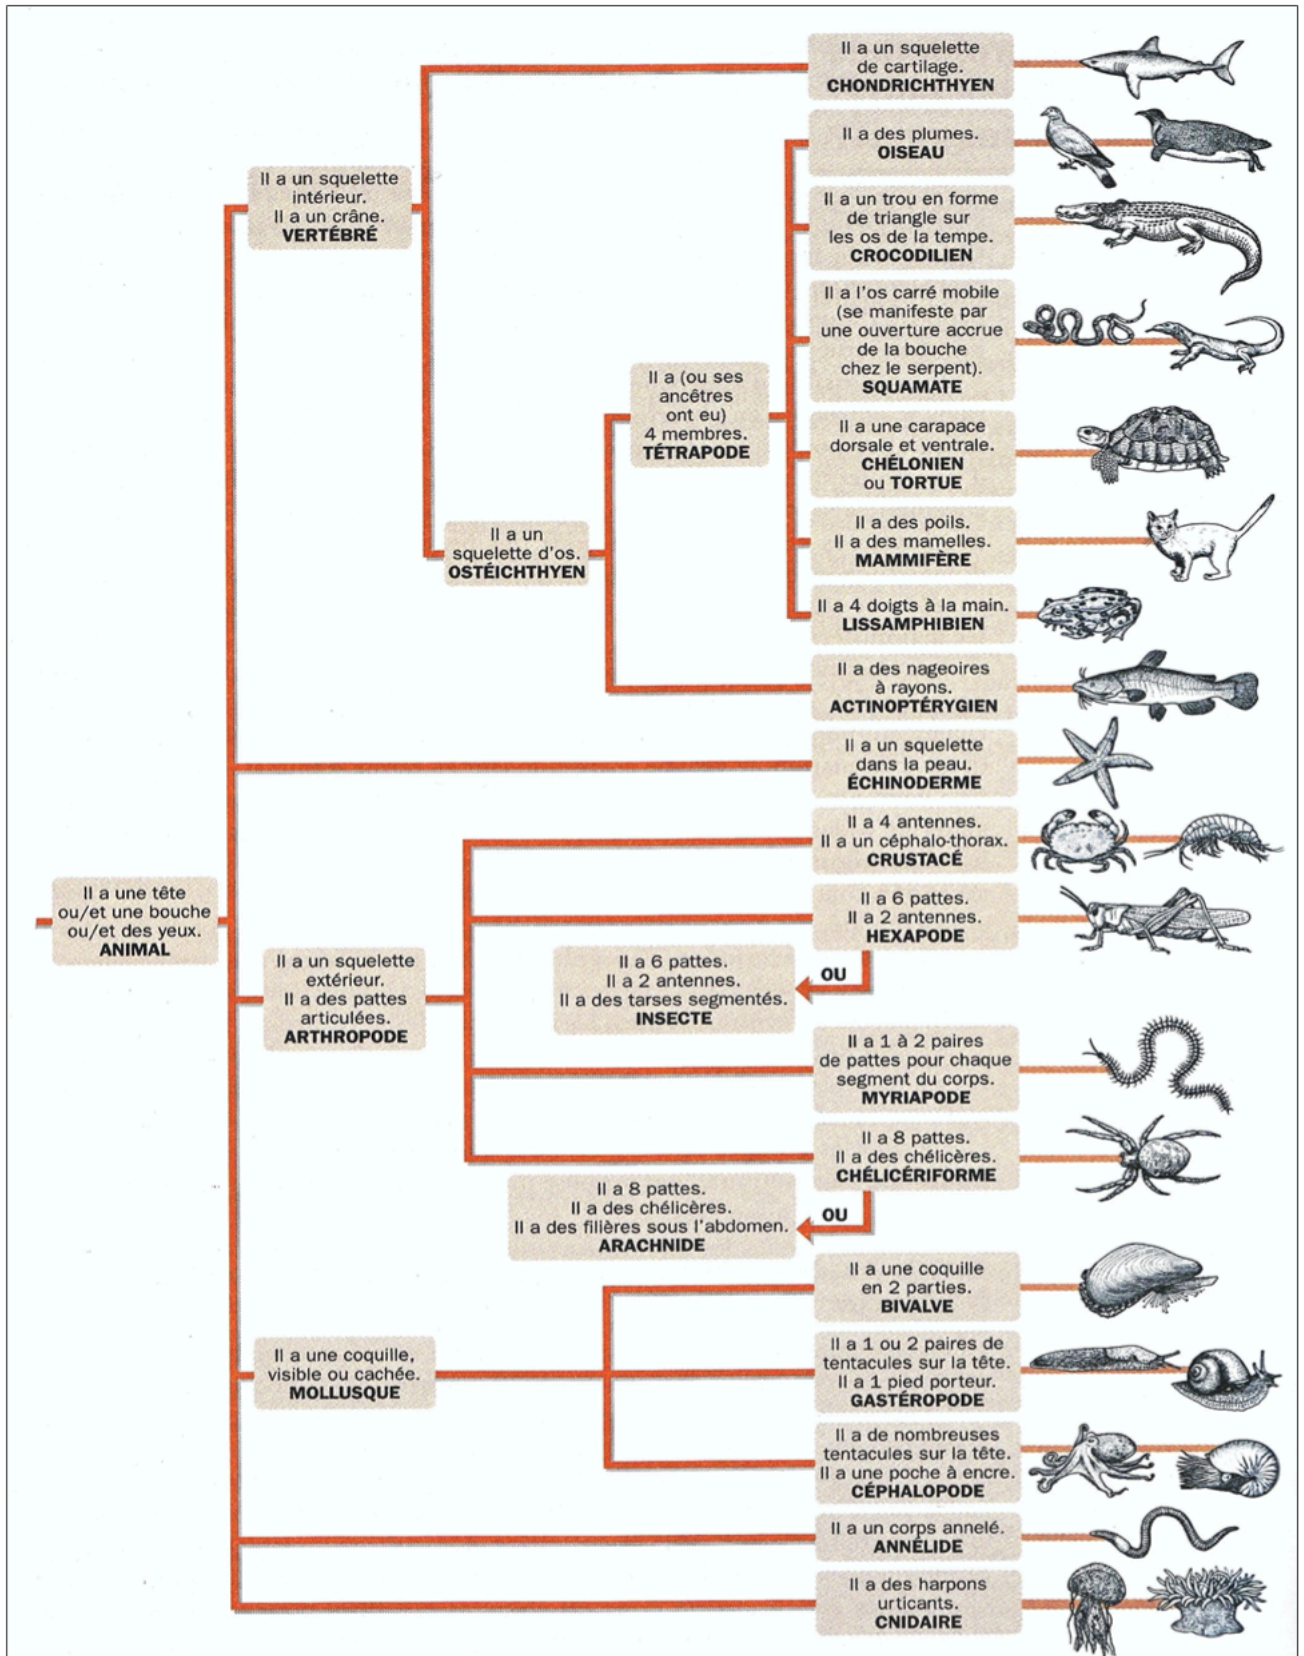 Il a un squelette
de cartilage.
CHONDRICHTHYEN
Il a des plumes.
OISEAU
Il a un squelette
intérieur.
Il a un crâne.
VERTÉBRÉ
Il a un trou en forme
de triangle sur
les os de la tempe.
CROCODILIEN
Il a l'os carré mobile
(se manifeste par
une ouverture accrue
de la bouche
chez le serpent).
SQUAMATE
Il a (ou ses
ancêtres
ont eu)
4 membres.
TÉTRAPODE
Il a une carapace
dorsale et ventrale.
CHÉLONIEN
ou TORTUE
Il a des poils.
Il a des mamelles.
MAMMIFÈRE
Il a un
squelette d'os.
OSTÉICHTHYEN
Il a 4 doigts à la main.
LISSAMPHIBIEN
Il a des nageoires
à rayons.
ACTINOPTÉRYGIEN
Il a un squelette
dans la peau.
ÉCHINODERME
Il a 4 antennes.
Il a un céphalo-thorax.
CRUSTACÉ
Il a une tête
ou/et une bouche
ou/et des yeux.
ANIMAL
Il a 6 pattes.
Il a 2 antennes.
HEXAPODE
Il a un squelette
extérieur.
Il a des pattes
articulées.
ARTHROPODE
OU
Il a 6 pattes.
Il a 2 antennes.
Il a des tarses segmentés.
INSECTE
Il a 1 à 2 paires
de pattes pour chaque
segment du corps.
MYRIAPODE
Il a 8 pattes.
Il a des chélicères.
CHÉLICÉRIFORME
OU
Il a 8 pattes.
Il a des chélicères.
Il a des filières sous l'abdomen.
ARACHNIDE
Il a une coquille
en 2 parties.
BIVALVE
Il a une coquille,
visible ou cachée.
MOLLUSQUE
Il a 1 ou 2 paires de
tentacules sur la tête.
Il a 1 pied porteur.
GASTÉROPODE
Il a de nombreuses
tentacules sur la tête.
Il a une poche à encre.
CÉPHALOPODE
Il a un corps annelé.
ANNÉLIDE
Il a des harpons
urticants.
CNIDAIRE